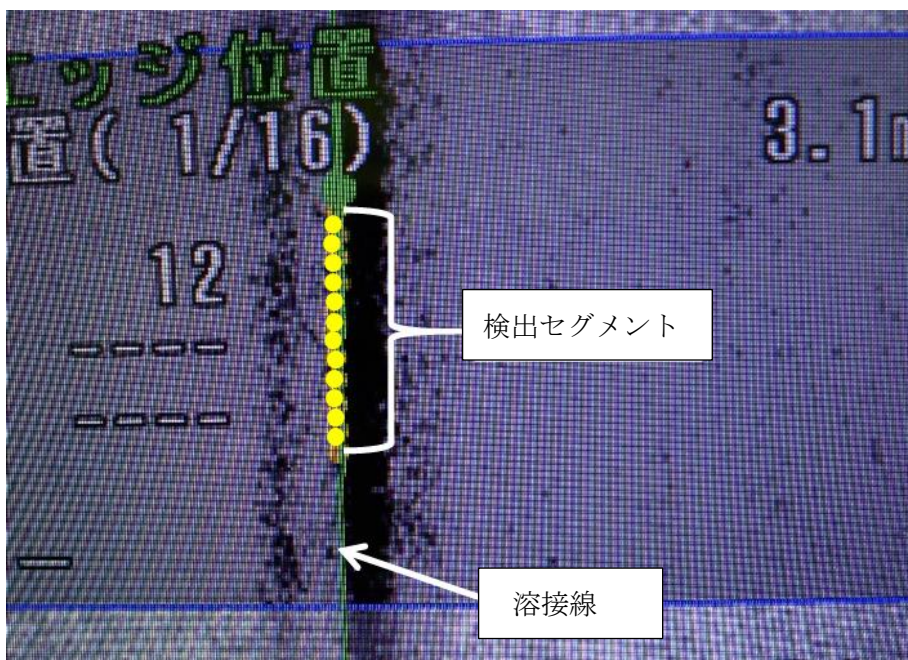 エッジ位置
置( 1/16)
3.1
12
----
----
検出セグメント
溶接線